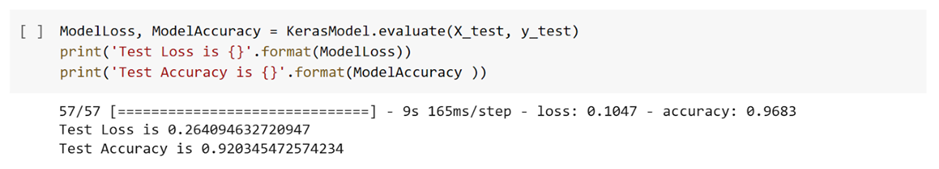 [ ] ModelLoss, ModelAccuracy = KerasModel.evaluate(X_test, y_test)
print('Test Loss is {}'.format(ModelLoss))
print('Test Accuracy is {}'.format(ModelAccuracy ))
57/57 [==============================] - 9s 165ms/step - loss: 0.1047 - accuracy: 0.9683
Test Loss is 0.264094632720947
Test Accuracy is 0.920345472574234